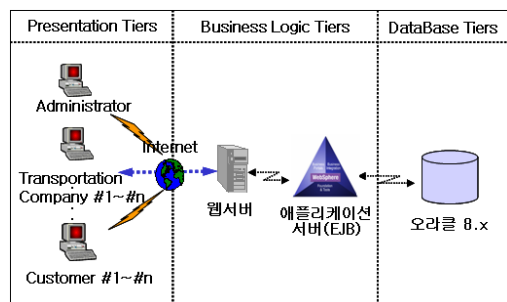 Presentation Tiers
Business Logic Tiers
DataBase Tiers
Administrator
Internet
Transportation
Company #1~#n
Customer #1~#n
웹서버
WebSphere
애플리케이션
서버(EJB)
오라클 8.x